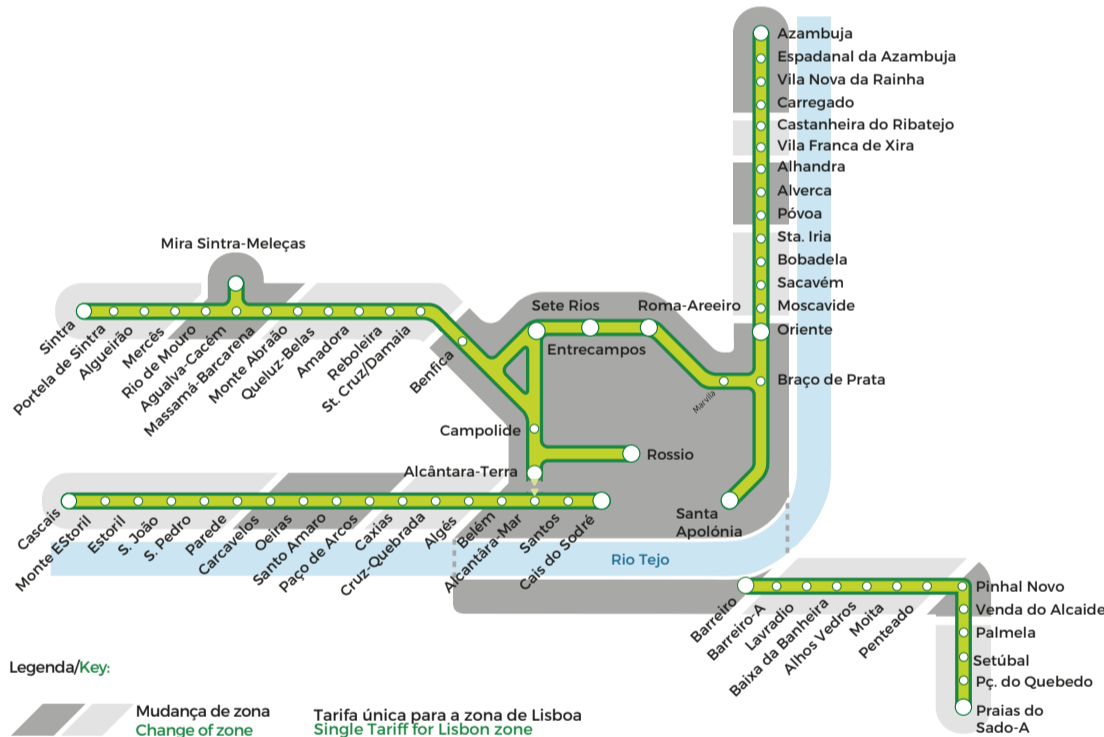 Azambuja
Espadanal da Azambuja
Vila Nova da Rainha
Carregado
Castanheira do Ribatejo
Vila Franca de Xira
Alhandra
Alverca
Póvoa
Sta. Iria
Bobadela
Sacavém
Moscavide
Oriente
Braço de Prata
Mira Sintra-Meleças
Sete Rios
Roma-Areeiro
Entrecampos
Marvila
Sintra
Portela de Sintra
Algueirão
Mercês
Rio de Mouro
Agualva-Cacém
Massamá-Barcarena
Monte Abraão
Queluz-Belas
Amadora
Reboleira
St. Cruz/Damaia
Benfica
Campolide
Rossio
Alcântara-Terra
Santa
Apolónia
Cascais
Monte EStoril
Estoril
S. João
S. Pedro
Parede
Carcavelos
Oeiras
Santo Amaro
Paço de Arcos
Caxias
Cruz-Quebrada
Algés
Belém
Alcantâra-Mar
Santos
Cais do Sodré
Rio Tejo
Barreiro
Barreiro-A
Lavradio
Baixa da Banheira
Alhos Vedros
Moita
Penteado
Pinhal Novo
Venda do Alcaide
Palmela
Setúbal
Pç. do Quebedo
Praias do
Sado-A
Legenda/Key:
Mudança de zona
Change of zone
Tarifa única para a zona de Lisboa
Single Tariff for Lisbon zone